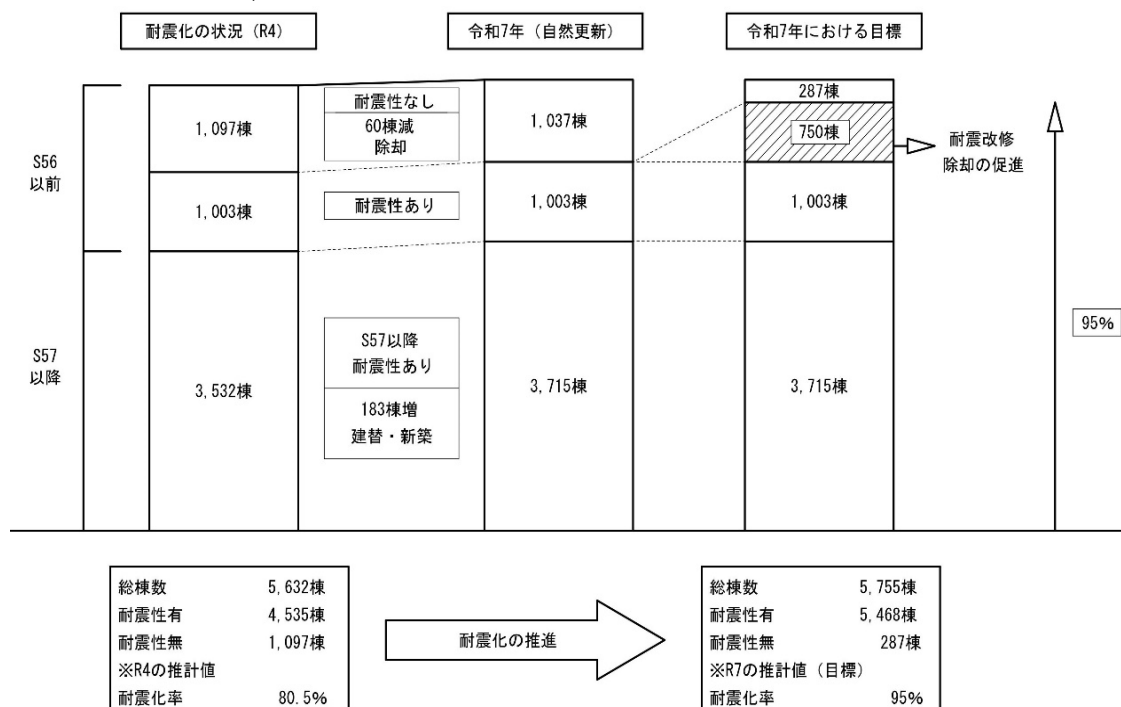 耐震化の状況（R4）
令和7年（自然更新）
令和7年における目標
S56
以前
S57
以降
1,097棟
1,003棟
3,532棟
耐震性なし
60棟減
除却
耐震性あり
S57以降
耐震性あり
183棟増
建替・新築
1,037棟
1,003棟
3,715棟
287棟
750棟
1,003棟
3,715棟
耐震改修
除却の促進
95%
総棟数 5,632棟
耐震性有 4,535棟
耐震性無 1,097棟
※R4の推計値
耐震化率 80.5%
耐震化の推進
総棟数 5,755棟
耐震性有 5,468棟
耐震性無 287棟
※R7の推計値（目標）
耐震化率 95%